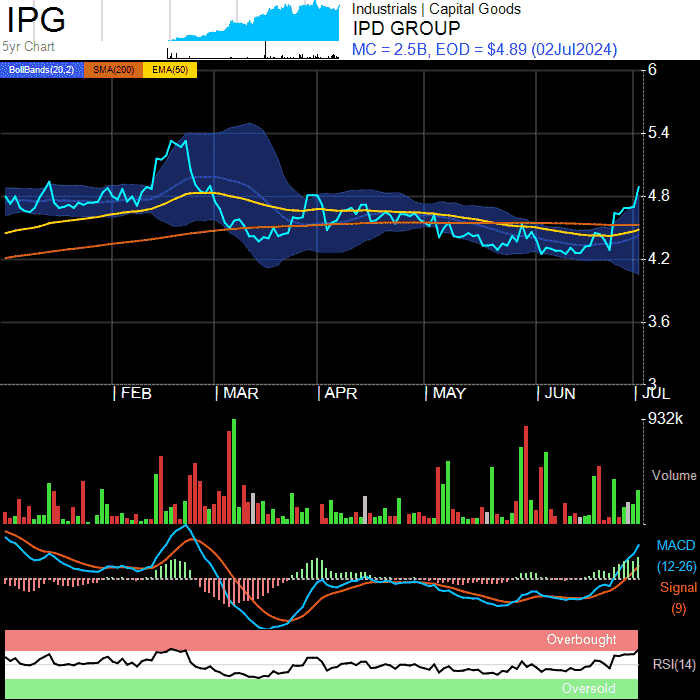 IPG
5yr Chart
Industrials | Capital Goods
IPD GROUP
MC = 2.5B, EOD = $4.89 (02Jul2024)
BollBands(20,2) SMA(200) EMA(50)
6
5.4
4.8
4.2
3.6
3
FEB MAR APR MAY JUN JUL
932k
Volume
MACD
(12-26)
Signal
(9)
Overbought
RSI(14)
Oversold